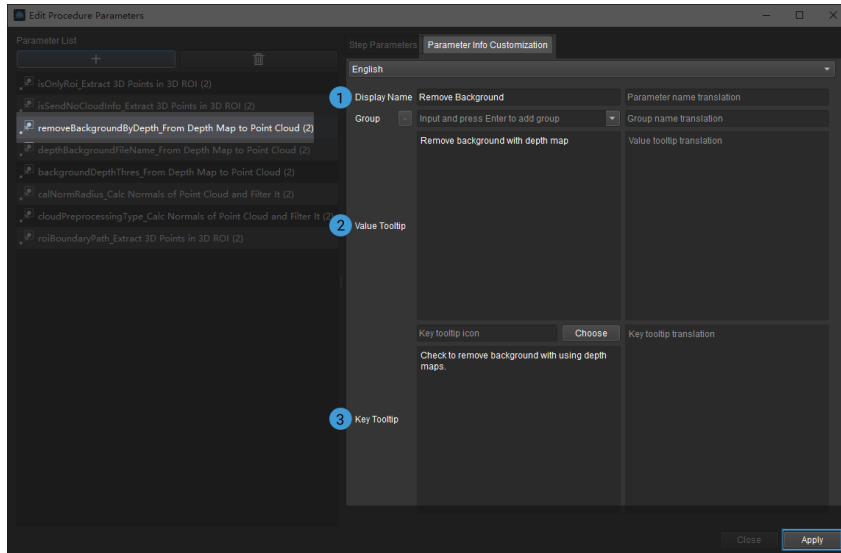 Edit Procedure Parameters
Parameter List
+
isOnlyRoi_Extract 3D Points in 3D ROI (2)
isSendNoCloudInfo_Extract 3D Points in 3D ROI (2)
removeBackgroundByDepth_From Depth Map to Point Cloud (2)
depthBackgroundFileName_From Depth Map to Point Cloud (2)
backgroundDepthThres_From Depth Map to Point Cloud (2)
calNormRadius_Calc Normals of Point Cloud and Filter It (2)
cloudPreprocessingType_Calc Normals of Point Cloud and Filter It (2)
roiBoundaryPath_Extract 3D Points in 3D ROI (2)
Step Parameters Parameter Info Customization
English
1 Display Name Remove Background Parameter name translation
Group - Input and press Enter to add group Group name translation
Remove background with depth map Value tooltip translation
2 Value Tooltip
Key tooltip icon Choose Key tooltip translation
Check to remove background with using depth
maps.
3 Key Tooltip
Close Apply